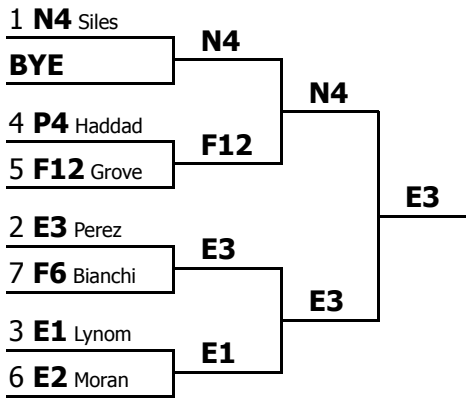 1 N4 Siles
BYE
4 P4 Haddad
5 F12 Grove
2 E3 Perez
7 F6 Bianchi
3 E1 Lynom
6 E2 Moran
N4
F12
E3
E1
N4
E3
E3